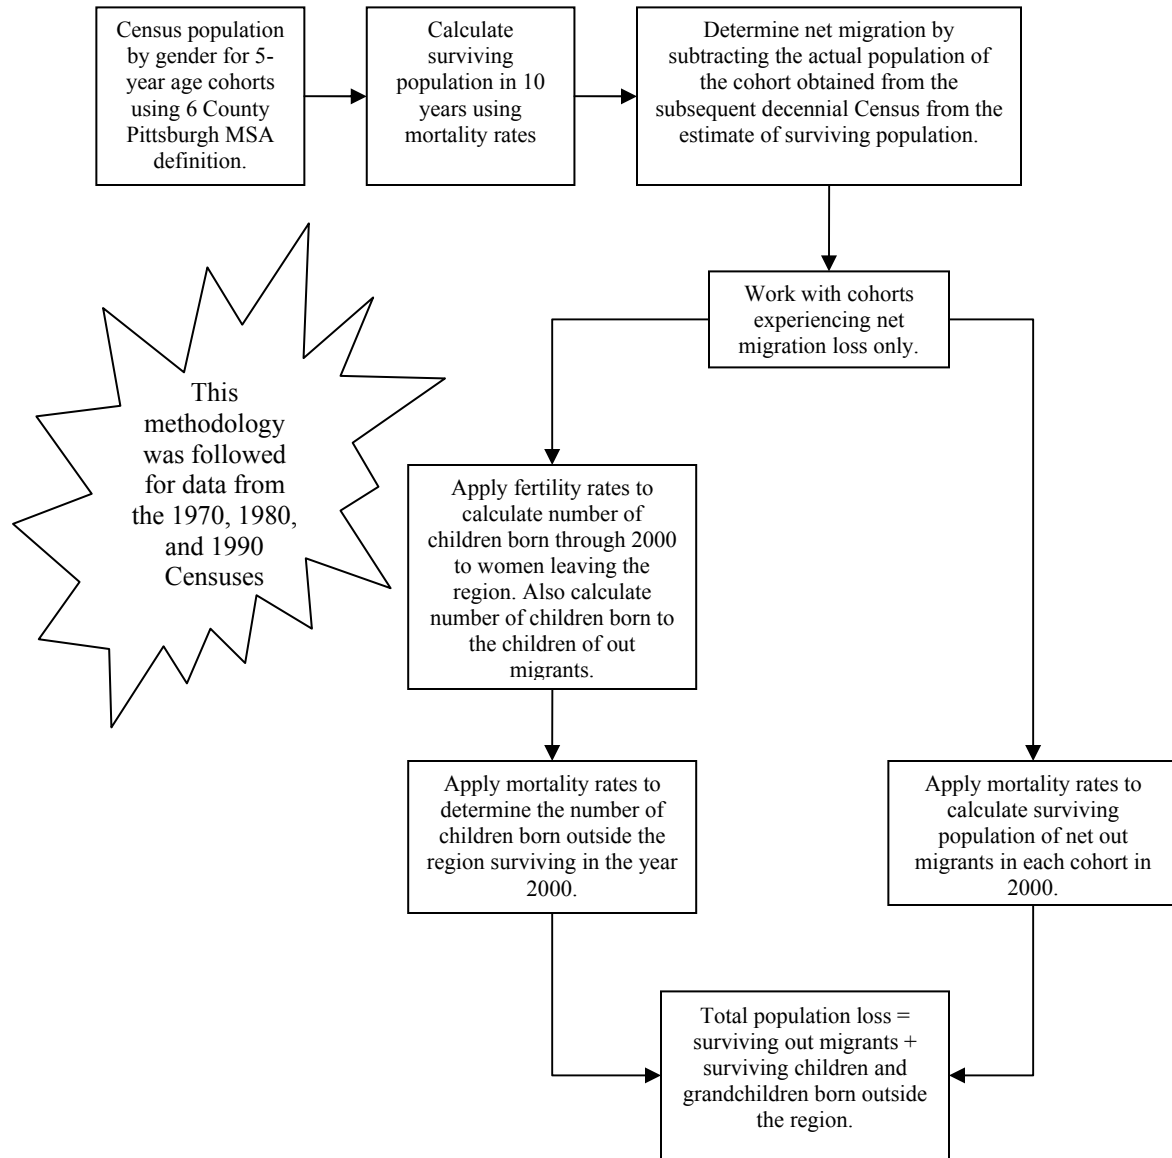 Census population
by gender for 5-
year age cohorts
using 6 County
Pittsburgh MSA
definition.
Calculate
surviving
population in 10
years using
mortality rates
Determine net migration by
subtracting the actual population of
the cohort obtained from the
subsequent decennial Census from the
estimate of surviving population.
Work with cohorts
experiencing net
migration loss only.
This
methodology
was followed
for data from
the 1970, 1980,
and 1990
Censuses
Apply fertility rates to
calculate number of
children born through 2000
to women leaving the
region. Also calculate
number of children born to
the children of out
migrants.
Apply mortality rates to
determine the number of
children born outside the
region surviving in the year
2000.
Apply mortality rates to
calculate surviving
population of net out
migrants in each cohort in
2000.
Total population loss =
surviving out migrants +
surviving children and
grandchildren born outside
the region.